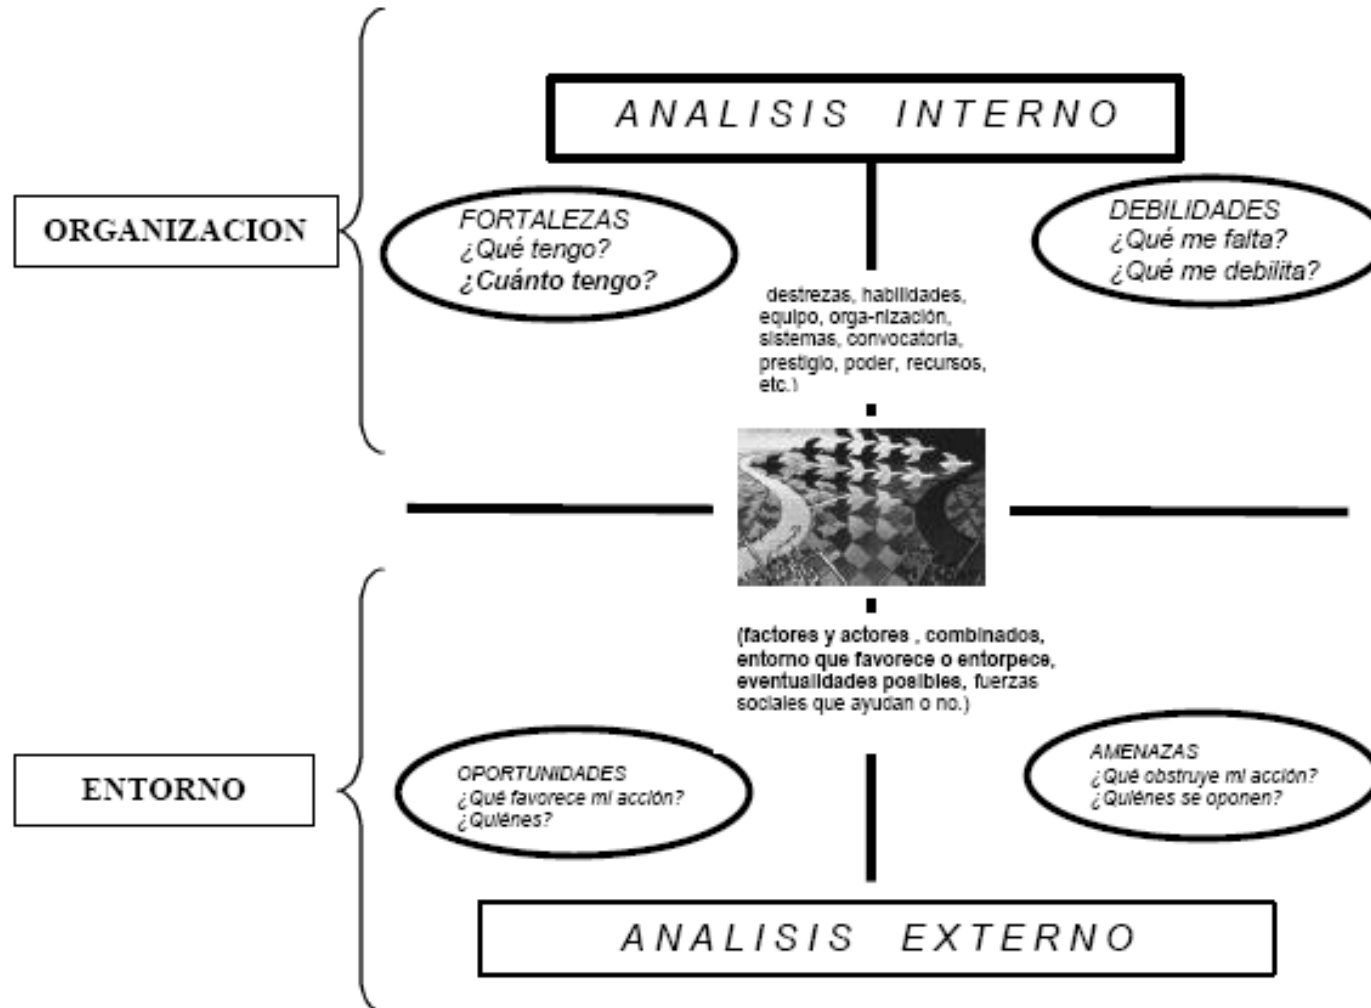 ANALISIS INTERNO
ORGANIZACION
FORTALEZAS
¿Qué tengo?
¿Cuánto tengo?
DEBILIDADES
¿Qué me falta?
¿Qué me debilita?
destrezas, habilidades,
equipo, orga-nización,
sistemas, convocatoria,
prestigio, poder, recursos,
etc.)
(factores y actores , combinados,
entorno que favorece o entorpece,
eventualidades posibles, fuerzas
sociales que ayudan o no.)
ENTORNO
OPORTUNIDADES
¿Qué favorece mi acción?
¿Quiénes?
AMENAZAS
¿Qué obstruye mi acción?
¿Quiénes se oponen?
ANALISIS EXTERNO